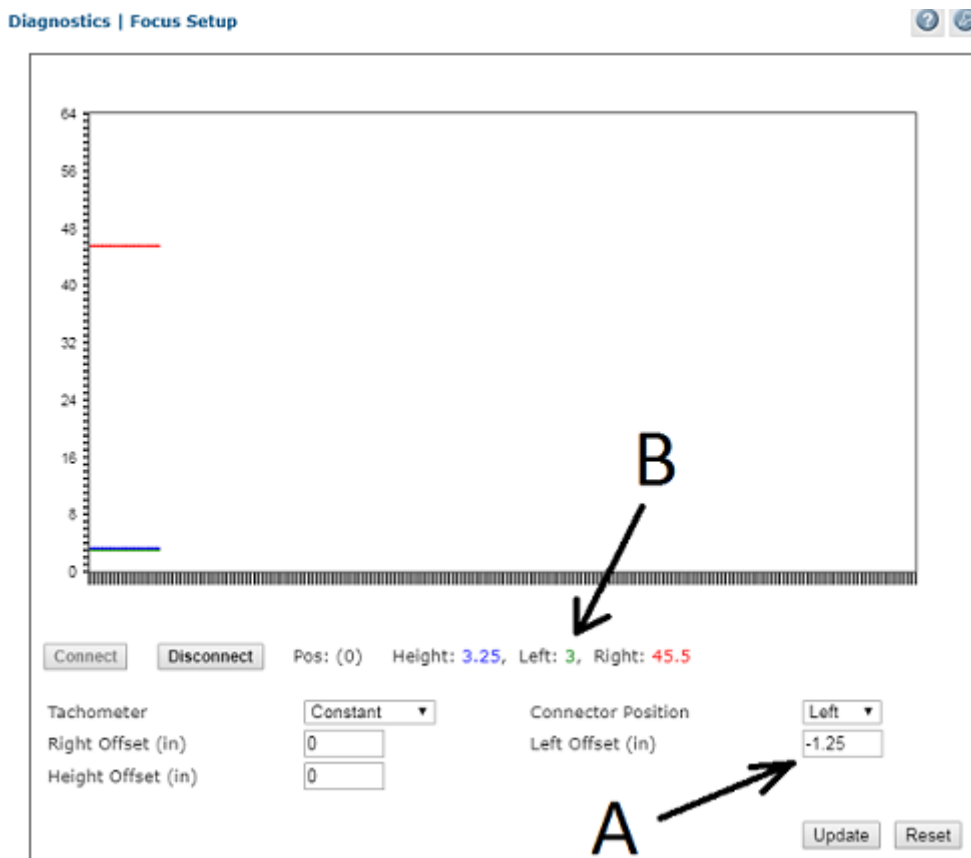 Diagnostics | Focus Setup
64
56
48
40
32
24
16
8
0
B
Connect Disconnect Pos: (0) Height: 3.25, Left: 3, Right: 45.5
Tachometer Constant Connector Position Left
Right Offset (in) 0 Left Offset (in) -1.25
Height Offset (in) 0
A
Update Reset